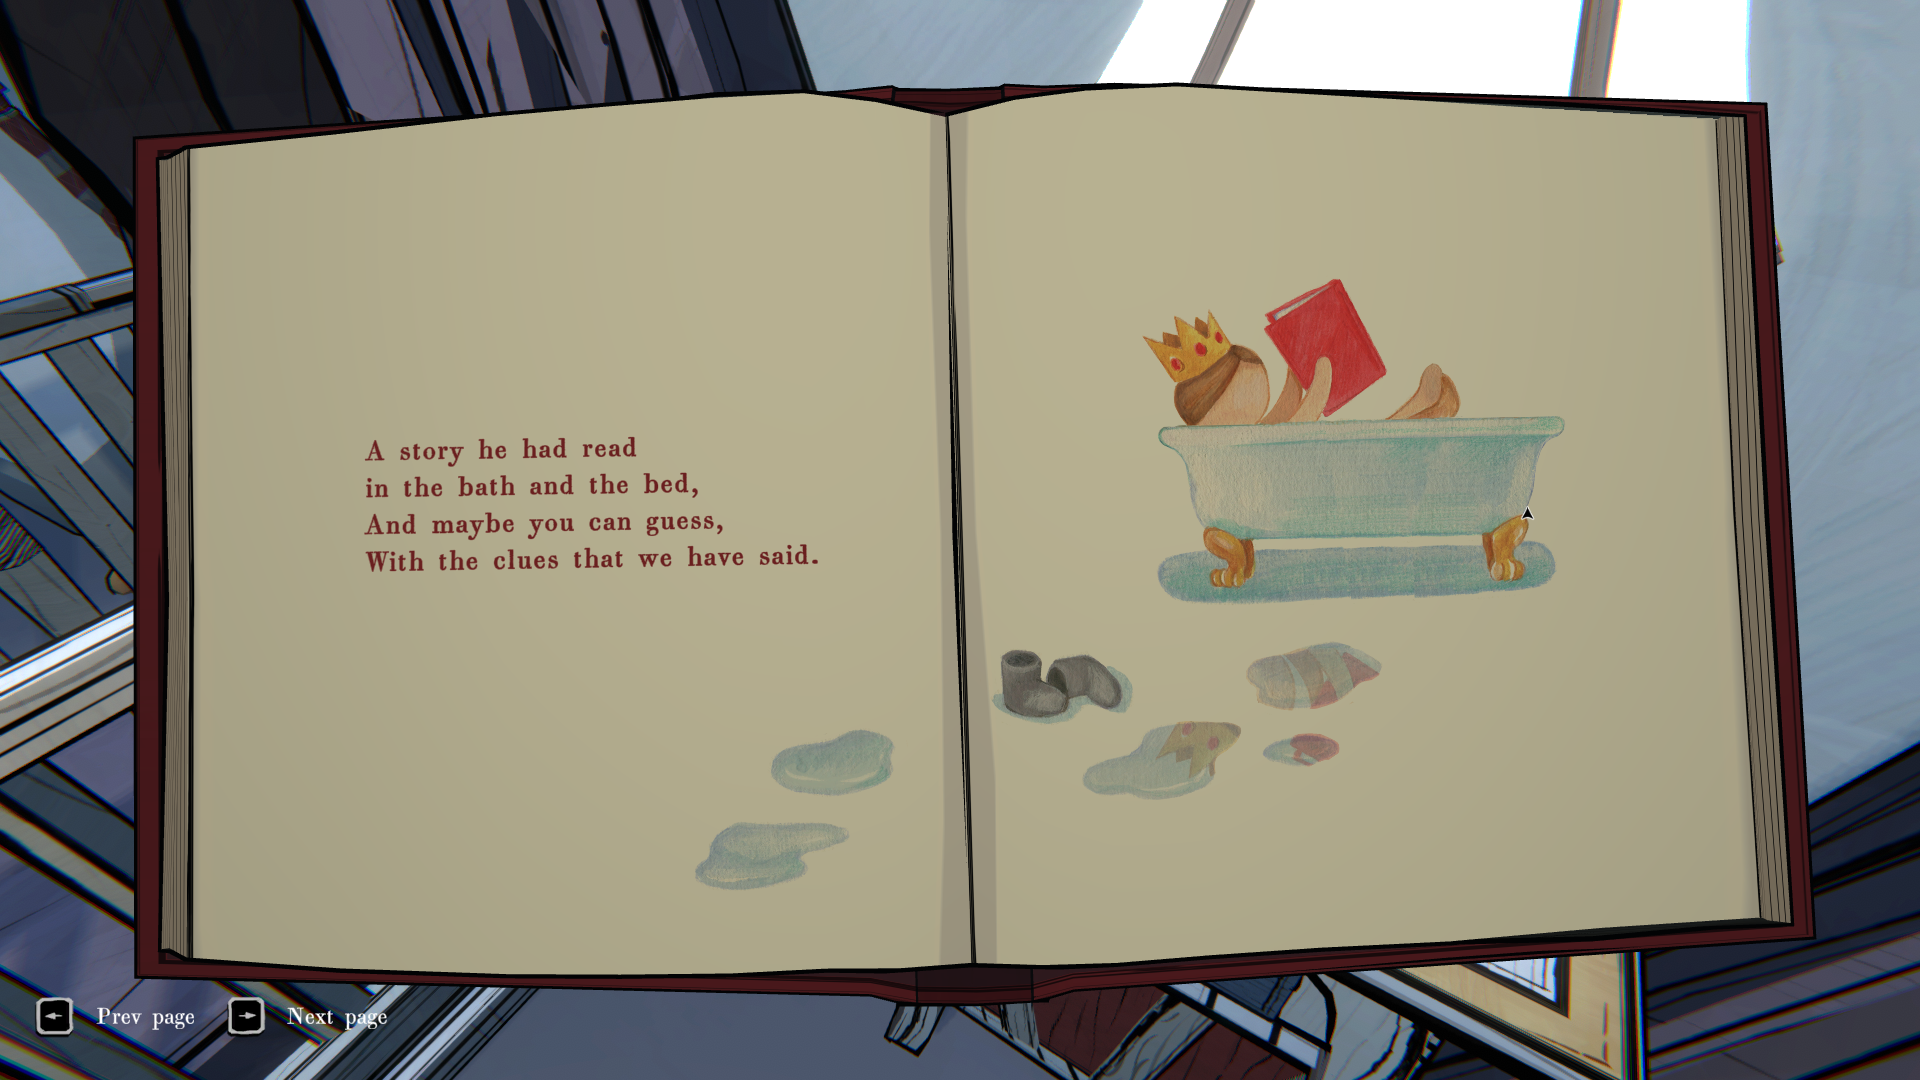 A story he had read
in the bath and the bed,
And maybe you can guess,
With the clues that we have said.
Prev page
Next page